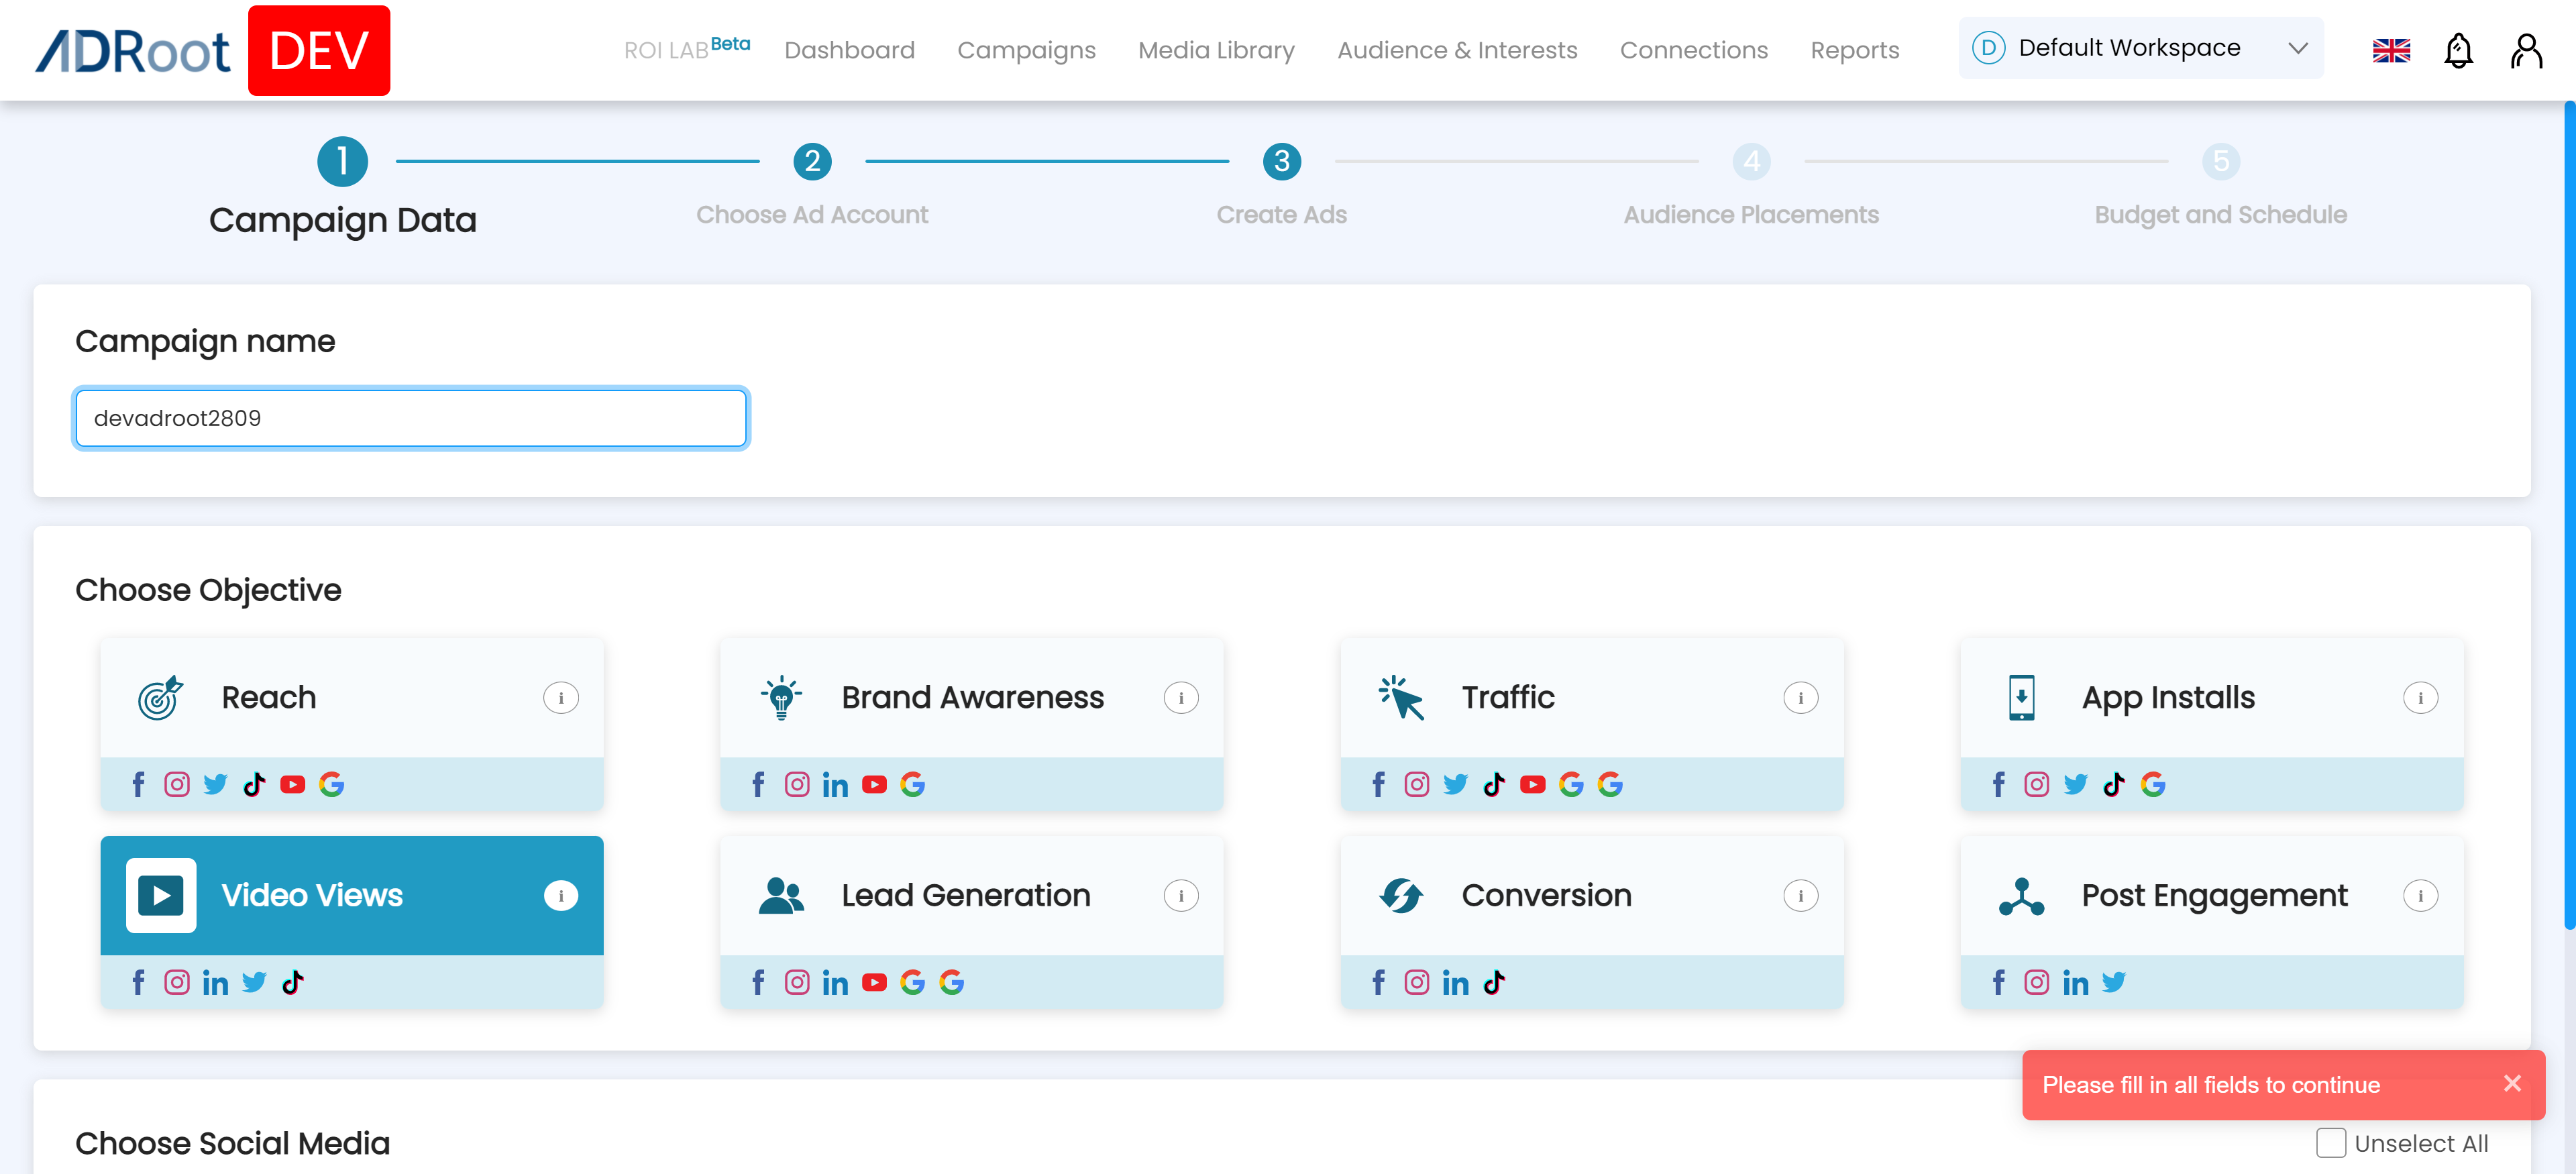 ADRoot DEV ROI LAB Beta Dashboard Campaigns Media Library Audience & Interests Connections Reports D Default Workspace
1 2 3 4 5
Campaign Data Choose Ad Account Create Ads Audience Placements Budget and Schedule
Campaign name
devadroot2809
Choose Objective
Reach i Brand Awareness i Traffic i App Installs i
Video Views i Lead Generation i Conversion i Post Engagement i
Please fill in all fields to continue
Choose Social Media Unselect All